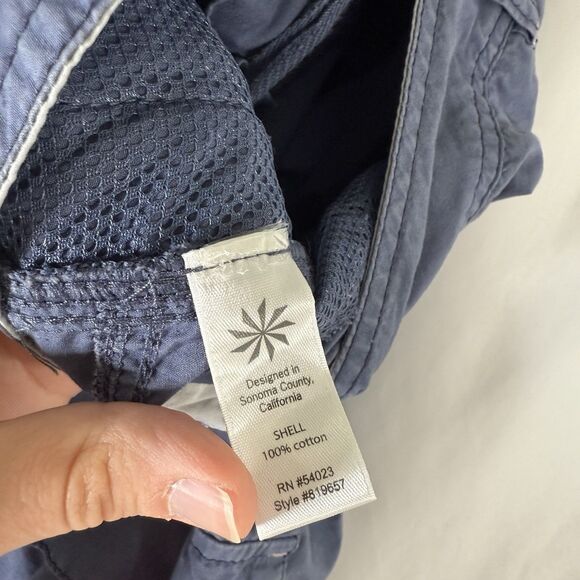 Designed in
Sonoma County,
California
SHELL
100% cotton
RN #54023
Style #819657